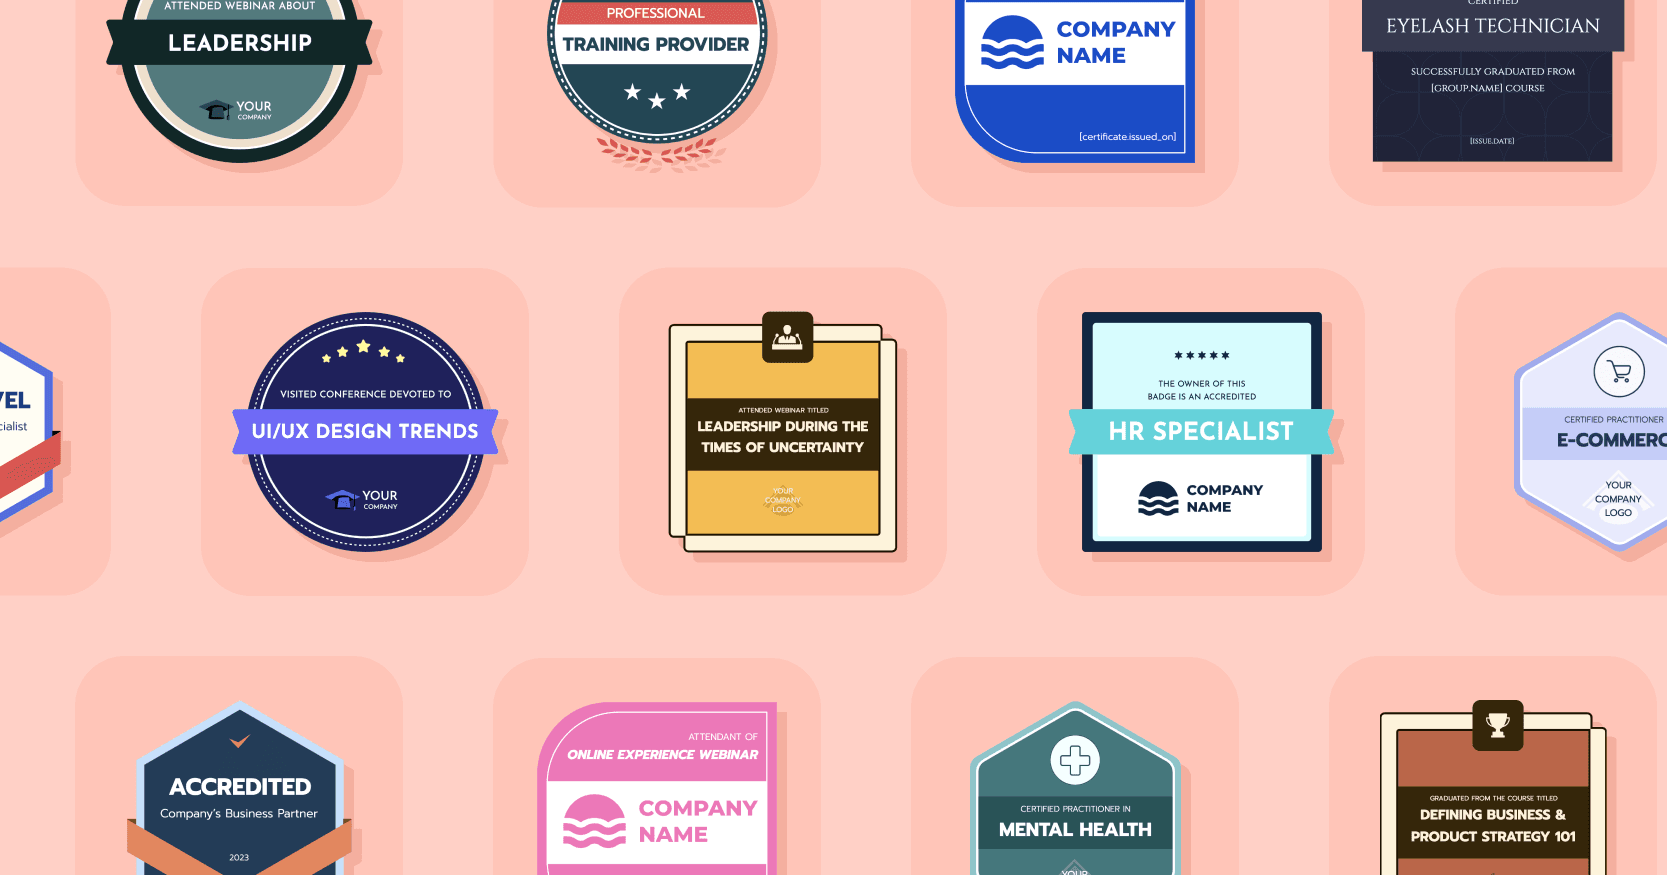 ATTENDED WEBINAR ABOUT
LEADERSHIP
YOUR
COMPANY
PROFESSIONAL
TRAINING PROVIDER
COMPANY
NAME
[certificate.issued_on]
CERTIFIED
EYELASH TECHNICIAN
SUCCESSFULLY GRADUATED FROM
[GROUP.NAME] COURSE
[ISSUE.DATE]
VEL
cialist
VISITED CONFERENCE DEVOTED TO
UI/UX DESIGN TRENDS
YOUR
COMPANY
ATTENDED WEBINAR TITLED
LEADERSHIP DURING THE
TIMES OF UNCERTAINTY
YOUR
COMPANY
LOGO
THE OWNER OF THIS
BADGE IS AN ACCREDITED
HR SPECIALIST
COMPANY
NAME
CERTIFIED PRACTITIONER
E-COMMERC
YOUR
COMPANY
LOGO
ACCREDITED
Company's Business Partner
2023
ATTENDANT OF
ONLINE EXPERIENCE WEBINAR
COMPANY
NAME
CERTIFIED PRACTITIONER IN
MENTAL HEALTH
YOUR
GRADUATED FROM THE COURSE TITLED
DEFINING BUSINESS &
PRODUCT STRATEGY 101